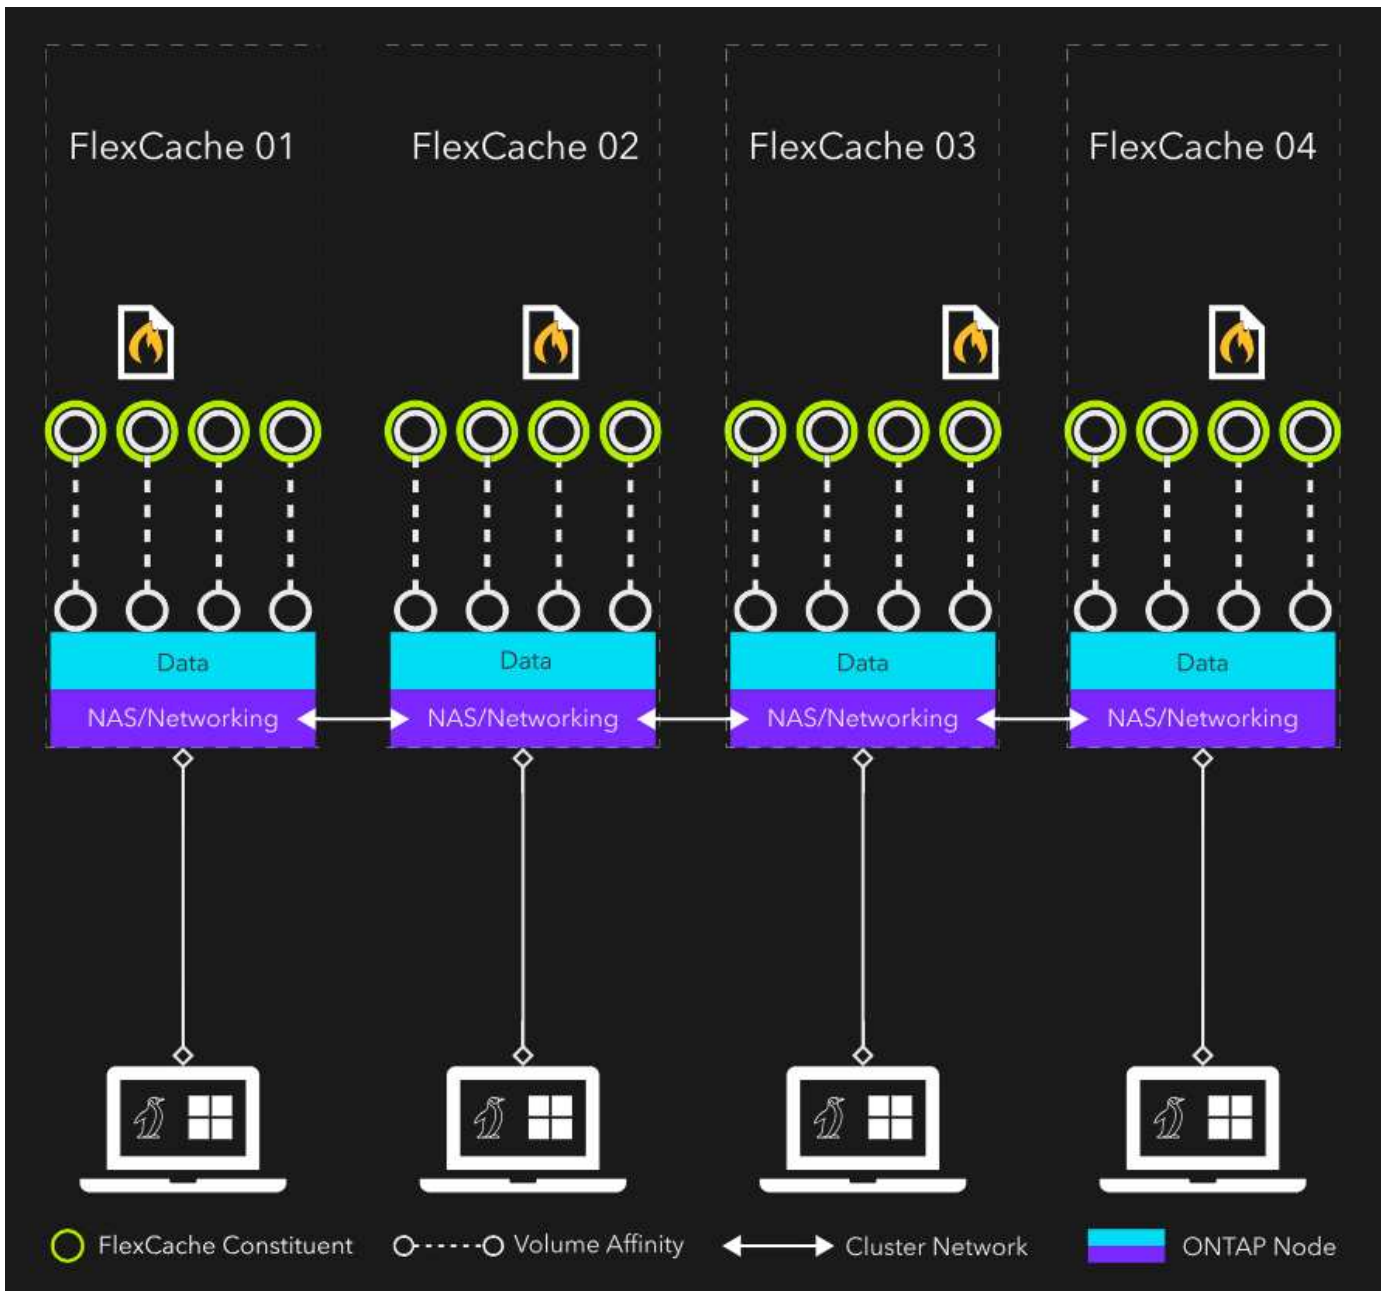 FlexCache 01
FlexCache 02
FlexCache 03
FlexCache 04
Data
Data
Data
Data
NAS/Networking
NAS/Networking
NAS/Networking
NAS/Networking
FlexCache Constituent
Volume Affinity
Cluster Network
ONTAP Node